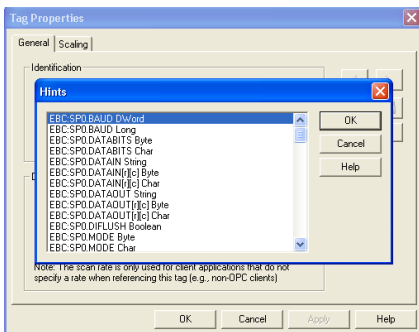 Tag Properties
General
Scaling
Identification
Hints
EBC:SP0.BAUD DWord
EBC:SP0.BAUD Long
EBC:SP0.DATABITS Byte
EBC:SP0.DATABITS Char
EBC:SP0.DATAIN String
EBC:SP0.DATAIN[r][c] Byte
EBC:SP0.DATAIN[r][c] Char
EBC:SP0.DATAOUT String
EBC:SP0.DATAOUT[r][c] Byte
EBC:SP0.DATAOUT[r][c] Char
EBC:SP0.DIFLUSH Boolean
EBC:SP0.MODE Byte
EBC:SP0.MODE Char
OK
Cancel
Help
Note: The scan rate is only used for client applications that do not
specify a rate when referencing this tag (e.g., non-OPC clients)
OK
Cancel
Apply
Help